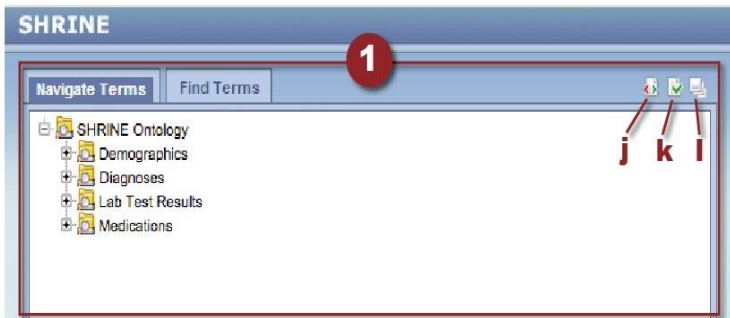 SHRINE
1
Navigate Terms Find Terms
j k l
SHRINE Ontology
Demographics
Diagnoses
Lab Test Results
Medications